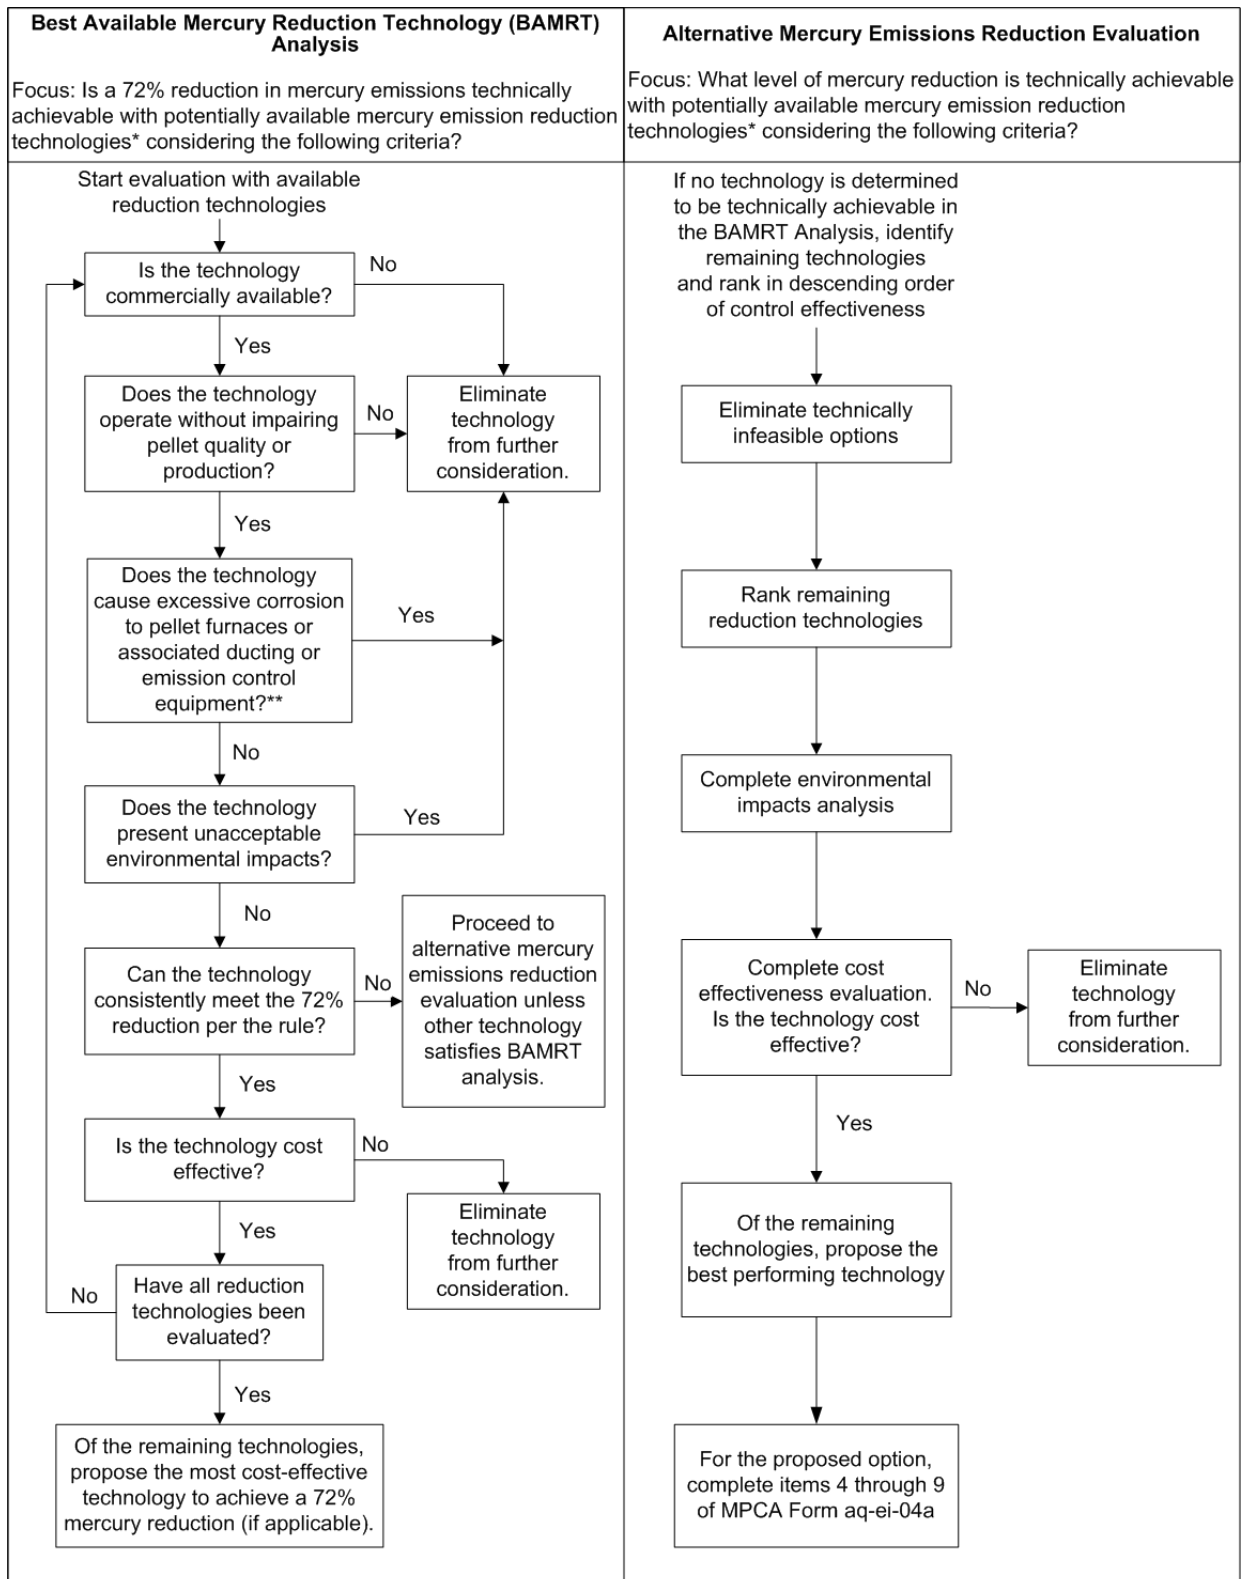 Best Available Mercury Reduction Technology (BAMRT)
Analysis
Focus: Is a 72% reduction in mercury emissions technically
achievable with potentially available mercury emission reduction
technologies* considering the following criteria?
Start evaluation with available
reduction technologies
Is the technology
commercially available?
No
Yes
Does the technology
operate without impairing
pellet quality or
production?
No
Eliminate
technology
from further
consideration.
Yes
Does the technology
cause excessive corrosion
to pellet furnaces or
associated ducting or
emission control
equipment?**
Yes
No
Does the technology
present unacceptable
environmental impacts?
Yes
No
Can the technology
consistently meet the 72%
reduction per the rule?
No
Proceed to
alternative mercury
emissions reduction
evaluation unless
other technology
satisfies BAMRT
analysis.
Yes
Is the technology cost
effective?
No
Eliminate
technology
from further
consideration.
Yes
Have all reduction
technologies been
evaluated?
No
Yes
Of the remaining technologies,
propose the most cost-effective
technology to achieve a 72%
mercury reduction (if applicable).
Alternative Mercury Emissions Reduction Evaluation
Focus: What level of mercury reduction is technically achievable
with potentially available mercury emission reduction
technologies* considering the following criteria?
If no technology is determined
to be technically achievable in
the BAMRT Analysis, identify
remaining technologies
and rank in descending order
of control effectiveness
Eliminate technically
infeasible options
Rank remaining
reduction technologies
Complete environmental
impacts analysis
Complete cost
effectiveness evaluation.
Is the technology cost
effective?
No
Eliminate
technology
from further
consideration.
Yes
Of the remaining
technologies, propose the
best performing technology
For the proposed option,
complete items 4 through 9
of MPCA Form aq-ei-04a